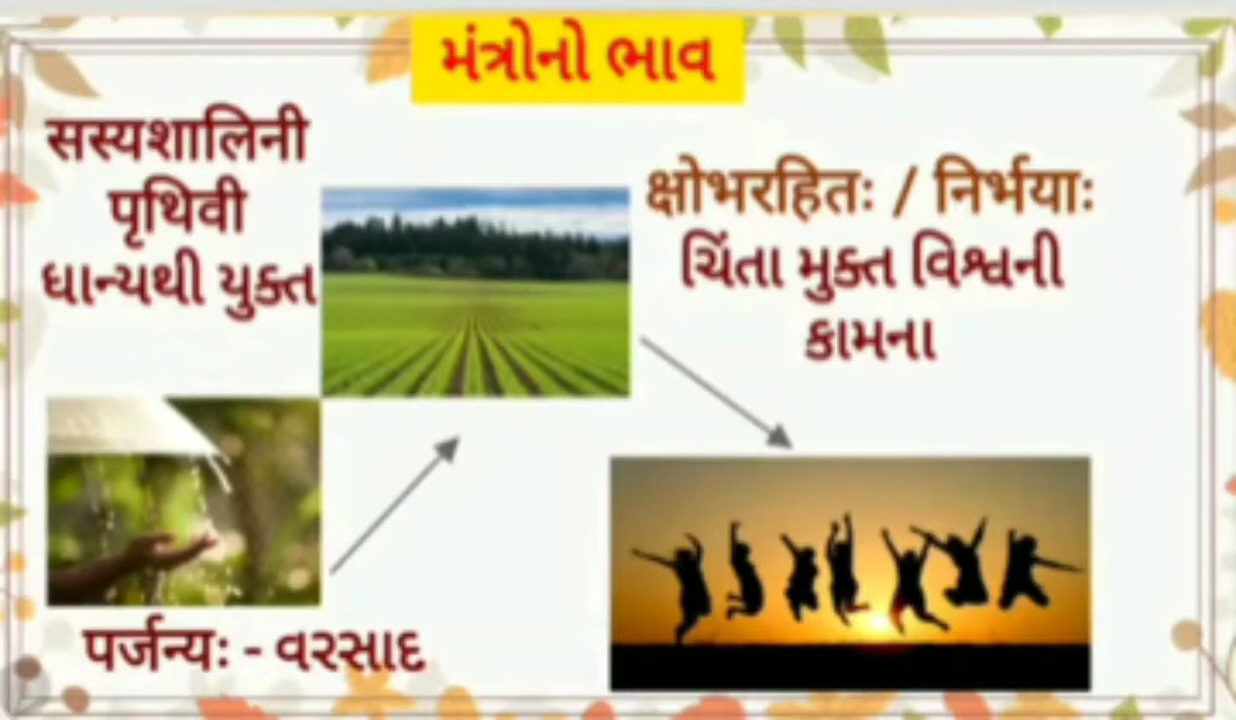 મંત્રોનો ભાવ
સસ્યશાલિની
પૃથિવી
ધાન્યથી યુક્ત
ક્ષોભરહિતઃ / નિર્ભયાઃ
ચિંતા મુક્ત વિશ્વની
કામના
પર્જન્યઃ - વરસાદ